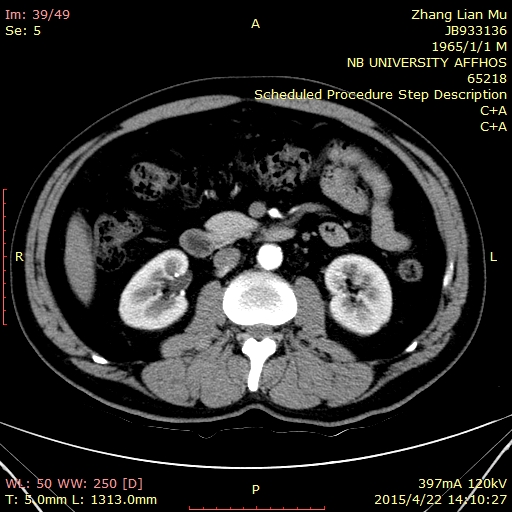 Im: 39/49
Se: 5
A
Zhang Lian Mu
JB933136
1965/1/1 M
NB UNIVERSITY AFFHOS
65218
Scheduled Procedure Step Description
C+A
C+A
R
L
WL: 50 WW: 250 [D]
T: 5.0mm L: 1313.0mm
P
397mA 120kV
2015/4/22 14:10:27